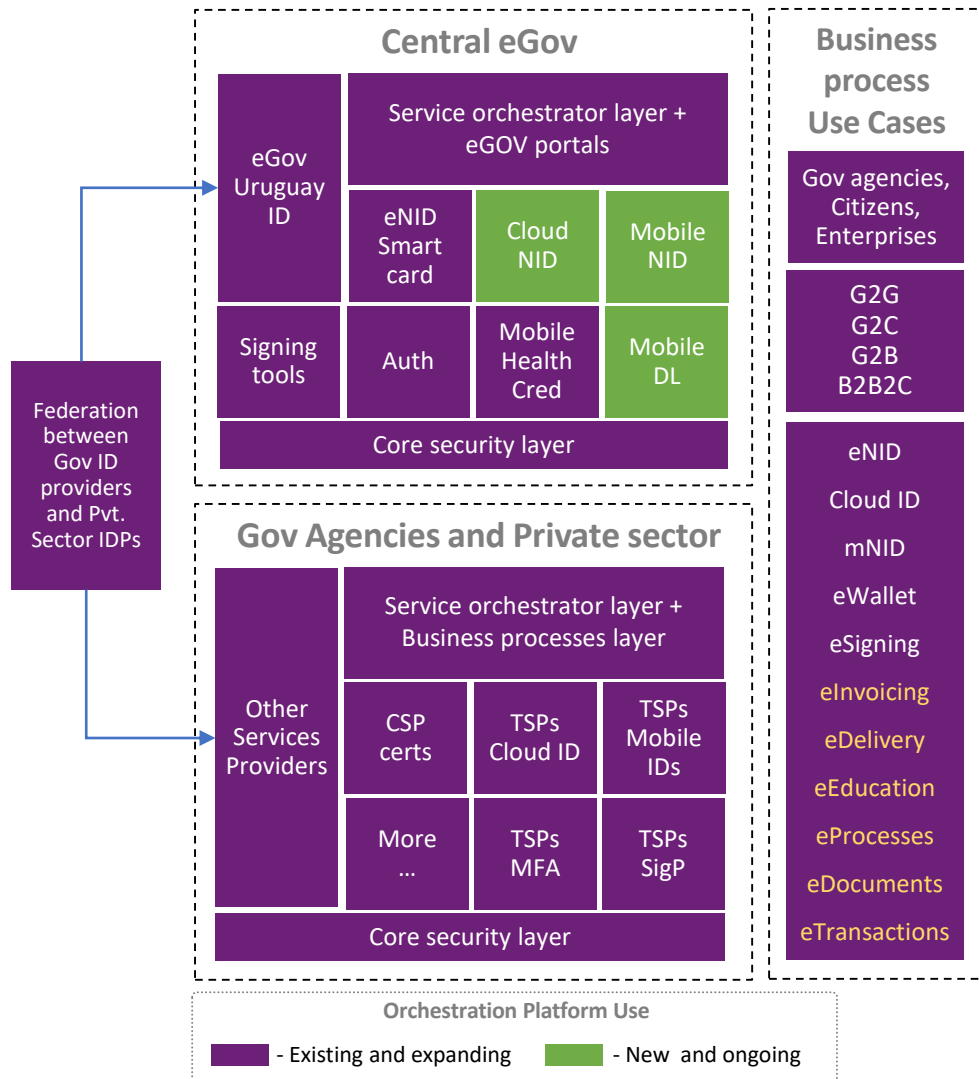 Central eGov
eGov
Uruguay
ID
Service orchestrator layer +
eGOV portals
eNID
Smart
card
Cloud
NID
Mobile
NID
Signing
tools
Auth
Mobile
Health
Cred
Mobile
DL
Core security layer
Federation
between
Gov ID
providers
and Pvt.
Sector IDPs
Gov Agencies and Private sector
Other
Services
Providers
Service orchestrator layer +
Business processes layer
CSP
certs
TSPs
Cloud ID
TSPs
Mobile
IDs
More
...
TSPs
MFA
TSPs
SigP
Core security layer
Business
process
Use Cases
Gov agencies,
Citizens,
Enterprises
G2G
G2C
G2B
B2B2C
eNID
Cloud ID
mNID
eWallet
eSigning
eInvoicing
eDelivery
eEducation
eProcesses
eDocuments
eTransactions
Orchestration Platform Use
- Existing and expanding
- New and ongoing